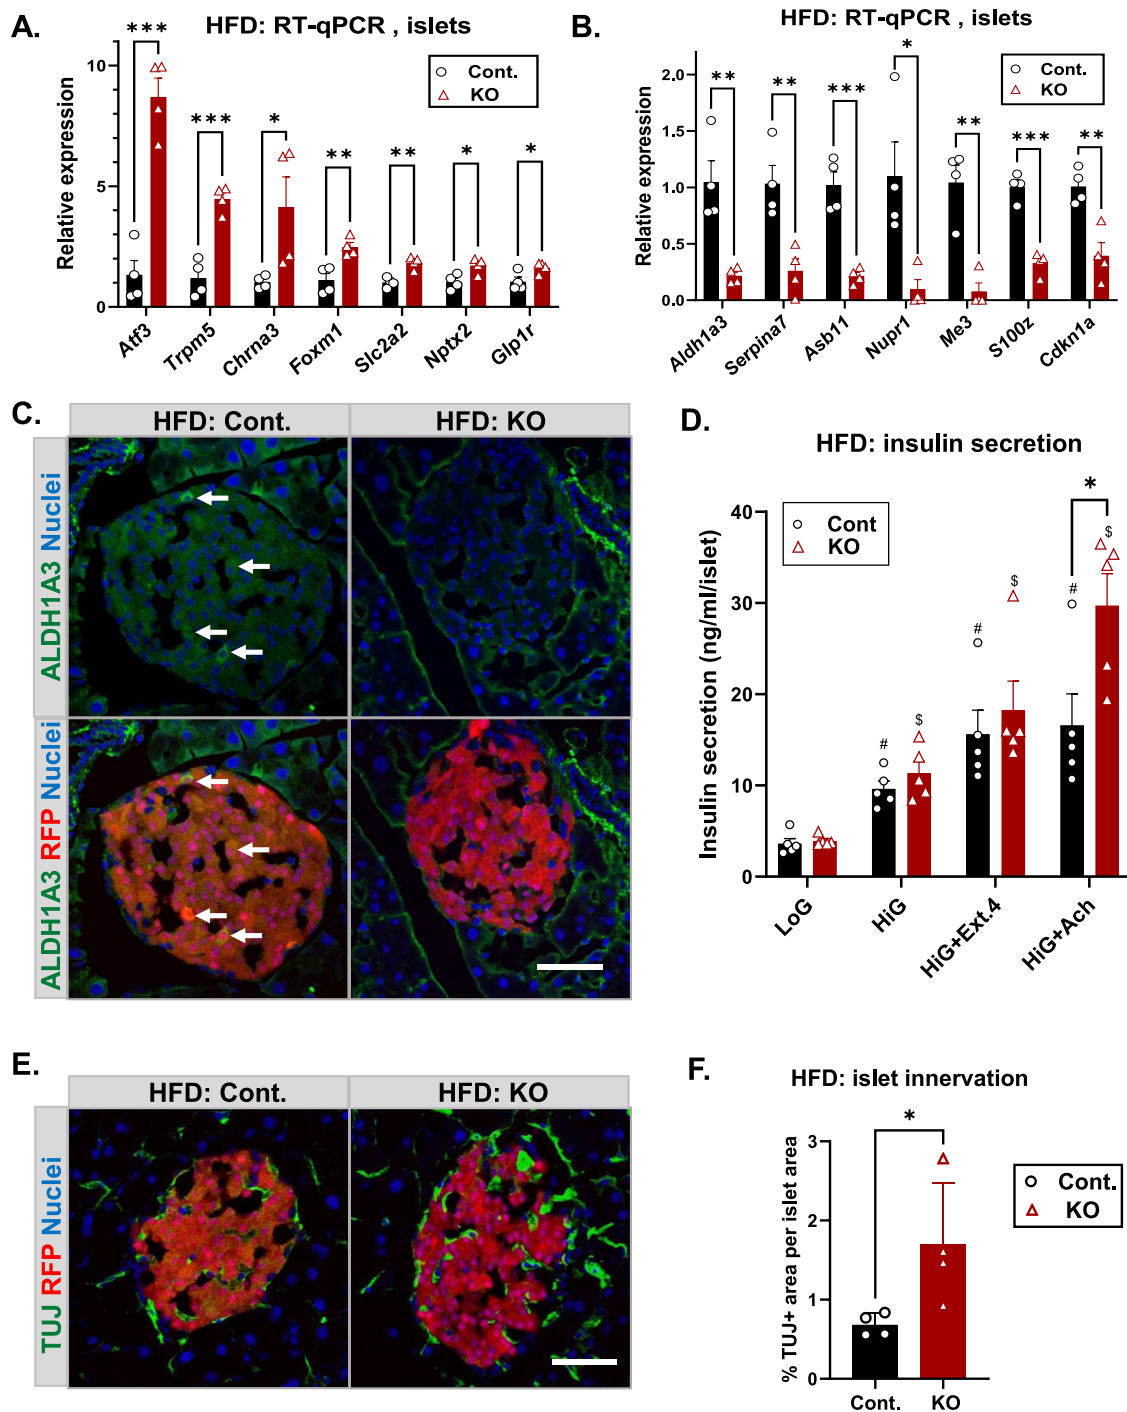 A.
HFD: RT-qPCR , islets
Relative expression
10
5
0
***
***
*
**
**
*
*
Cont.
KO
Atf3
Trpm5
Chrna3
Foxm1
Slc2a2
Nptx2
Glp1r
B.
HFD: RT-qPCR , islets
Relative expression
2.0
1.5
1.0
0.5
0.0
**
**
***
*
**
***
**
Cont.
KO
Aldh1a3
Serpina7
Asb11
Nupr1
Me3
S100z
Cdkn1a
C.
HFD: Cont.
HFD: KO
ALDH1A3 Nuclei
ALDH1A3 RFP Nuclei
D.
HFD: insulin secretion
Insulin secretion (ng/ml/islet)
40
30
20
10
0
Cont
KO
#
$
#
$
#
$
*
LoG
HiG
HiG+Ext.4
HiG+Ach
E.
HFD: Cont.
HFD: KO
TUJ RFP Nuclei
F.
HFD: islet innervation
% TUJ+ area per islet area
3
2
1
0
*
Cont.
KO
Cont.
KO